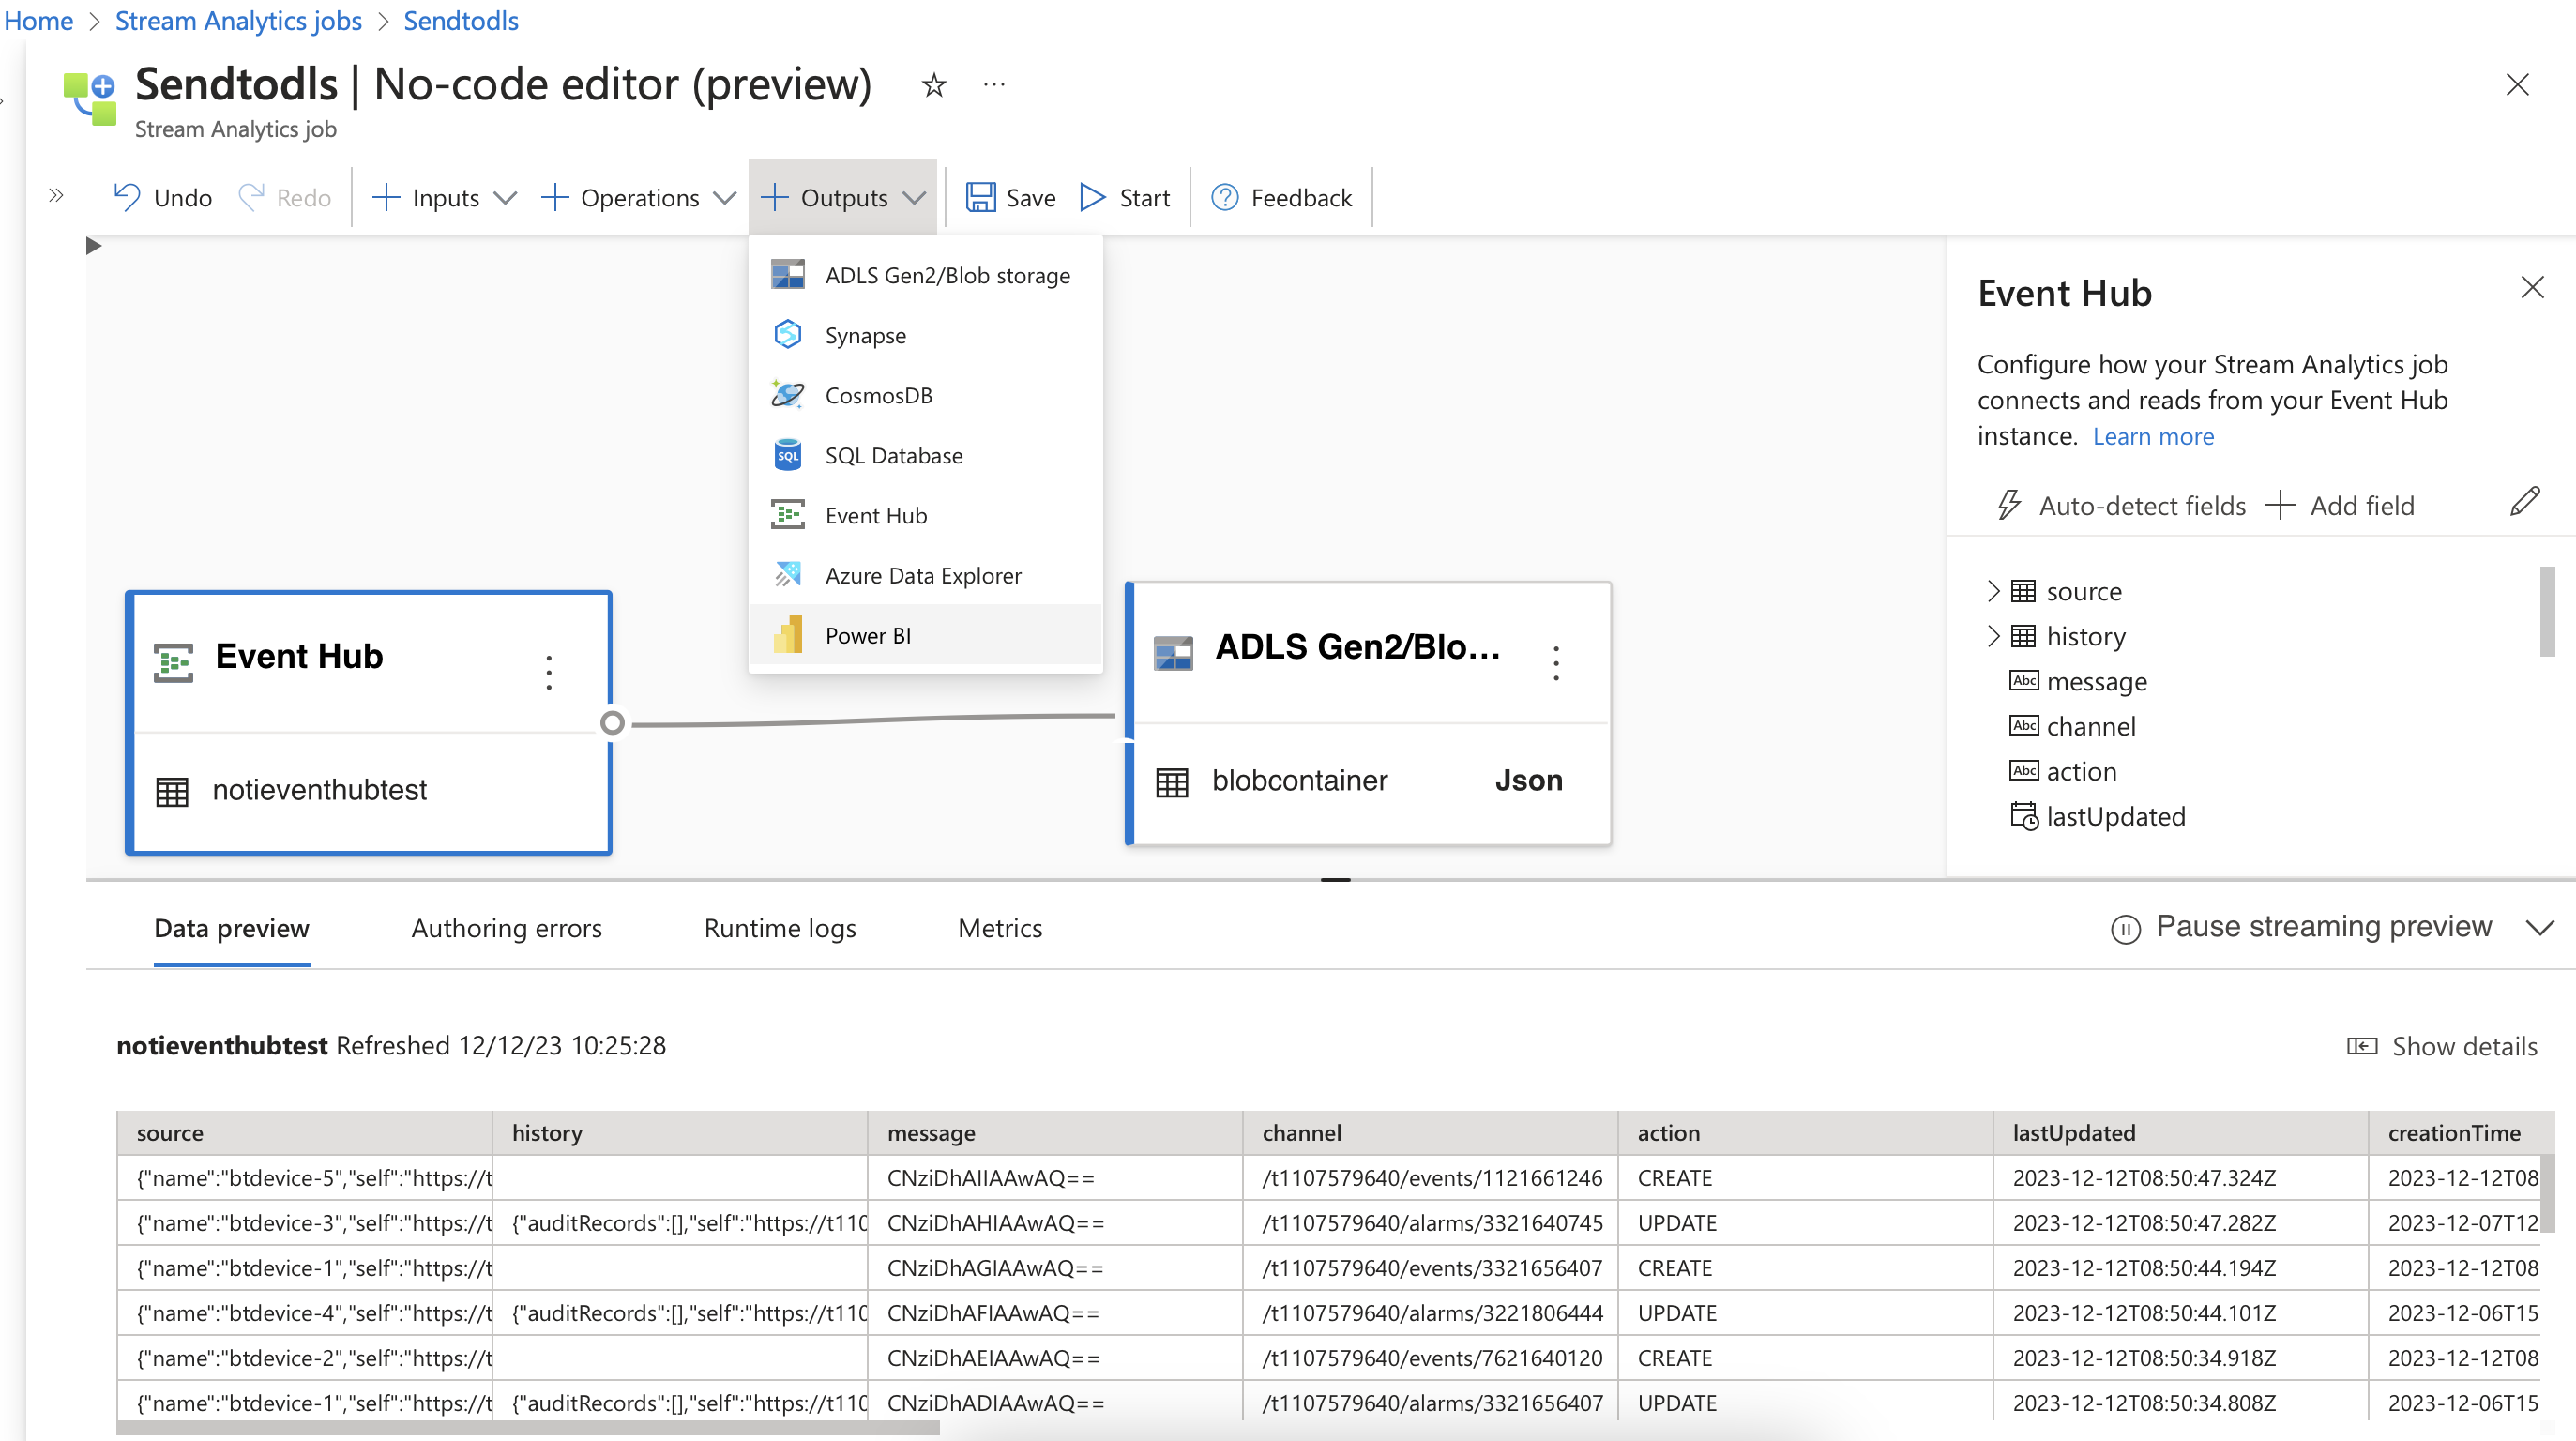 Home > Stream Analytics jobs > Sendtodls
Sendtodls | No-code editor (preview)
Stream Analytics job
Undo Redo Inputs Operations Outputs Save Start Feedback
ADLS Gen2/Blob storage
Synapse
CosmosDB
SQL
SQL Database
Event Hub
Azure Data Explorer
Power BI
Event Hub
notieventhubtest
ADLS Gen2/Blo...
blobcontainer Json
Event Hub
Configure how your Stream Analytics job
connects and reads from your Event Hub
instance. Learn more
Auto-detect fields Add field
source
history
Abc message
Abc channel
Abc action
lastUpdated
Data preview Authoring errors Runtime logs Metrics Pause streaming preview
notieventhubtest Refreshed 12/12/23 10:25:28 Show details
source history message channel action lastUpdated creationTime
{"name":"btdevice-5","self":"https://t CNziDhAIIAAwAQ== /t1107579640/events/1121661246 CREATE 2023-12-12T08:50:47.324Z 2023-12-12T08
{"name":"btdevice-3","self":"https://t {"auditRecords":[],"self":"https://t110 CNziDhAHIAAwAQ== /t1107579640/alarms/3321640745 UPDATE 2023-12-12T08:50:47.282Z 2023-12-07T12
{"name":"btdevice-1","self":"https://t CNziDhAGIAAwAQ== /t1107579640/events/3321656407 CREATE 2023-12-12T08:50:44.194Z 2023-12-12T08
{"name":"btdevice-4","self":"https://t {"auditRecords":[],"self":"https://t110 CNziDhAFIAAwAQ== /t1107579640/alarms/3221806444 UPDATE 2023-12-12T08:50:44.101Z 2023-12-06T15
{"name":"btdevice-2","self":"https://t CNziDhAEIAAwAQ== /t1107579640/events/7621640120 CREATE 2023-12-12T08:50:34.918Z 2023-12-12T08
{"name":"btdevice-1","self":"https://t {"auditRecords":[],"self":"https://t110 CNziDhADIAAwAQ== /t1107579640/alarms/3321656407 UPDATE 2023-12-12T08:50:34.808Z 2023-12-06T15